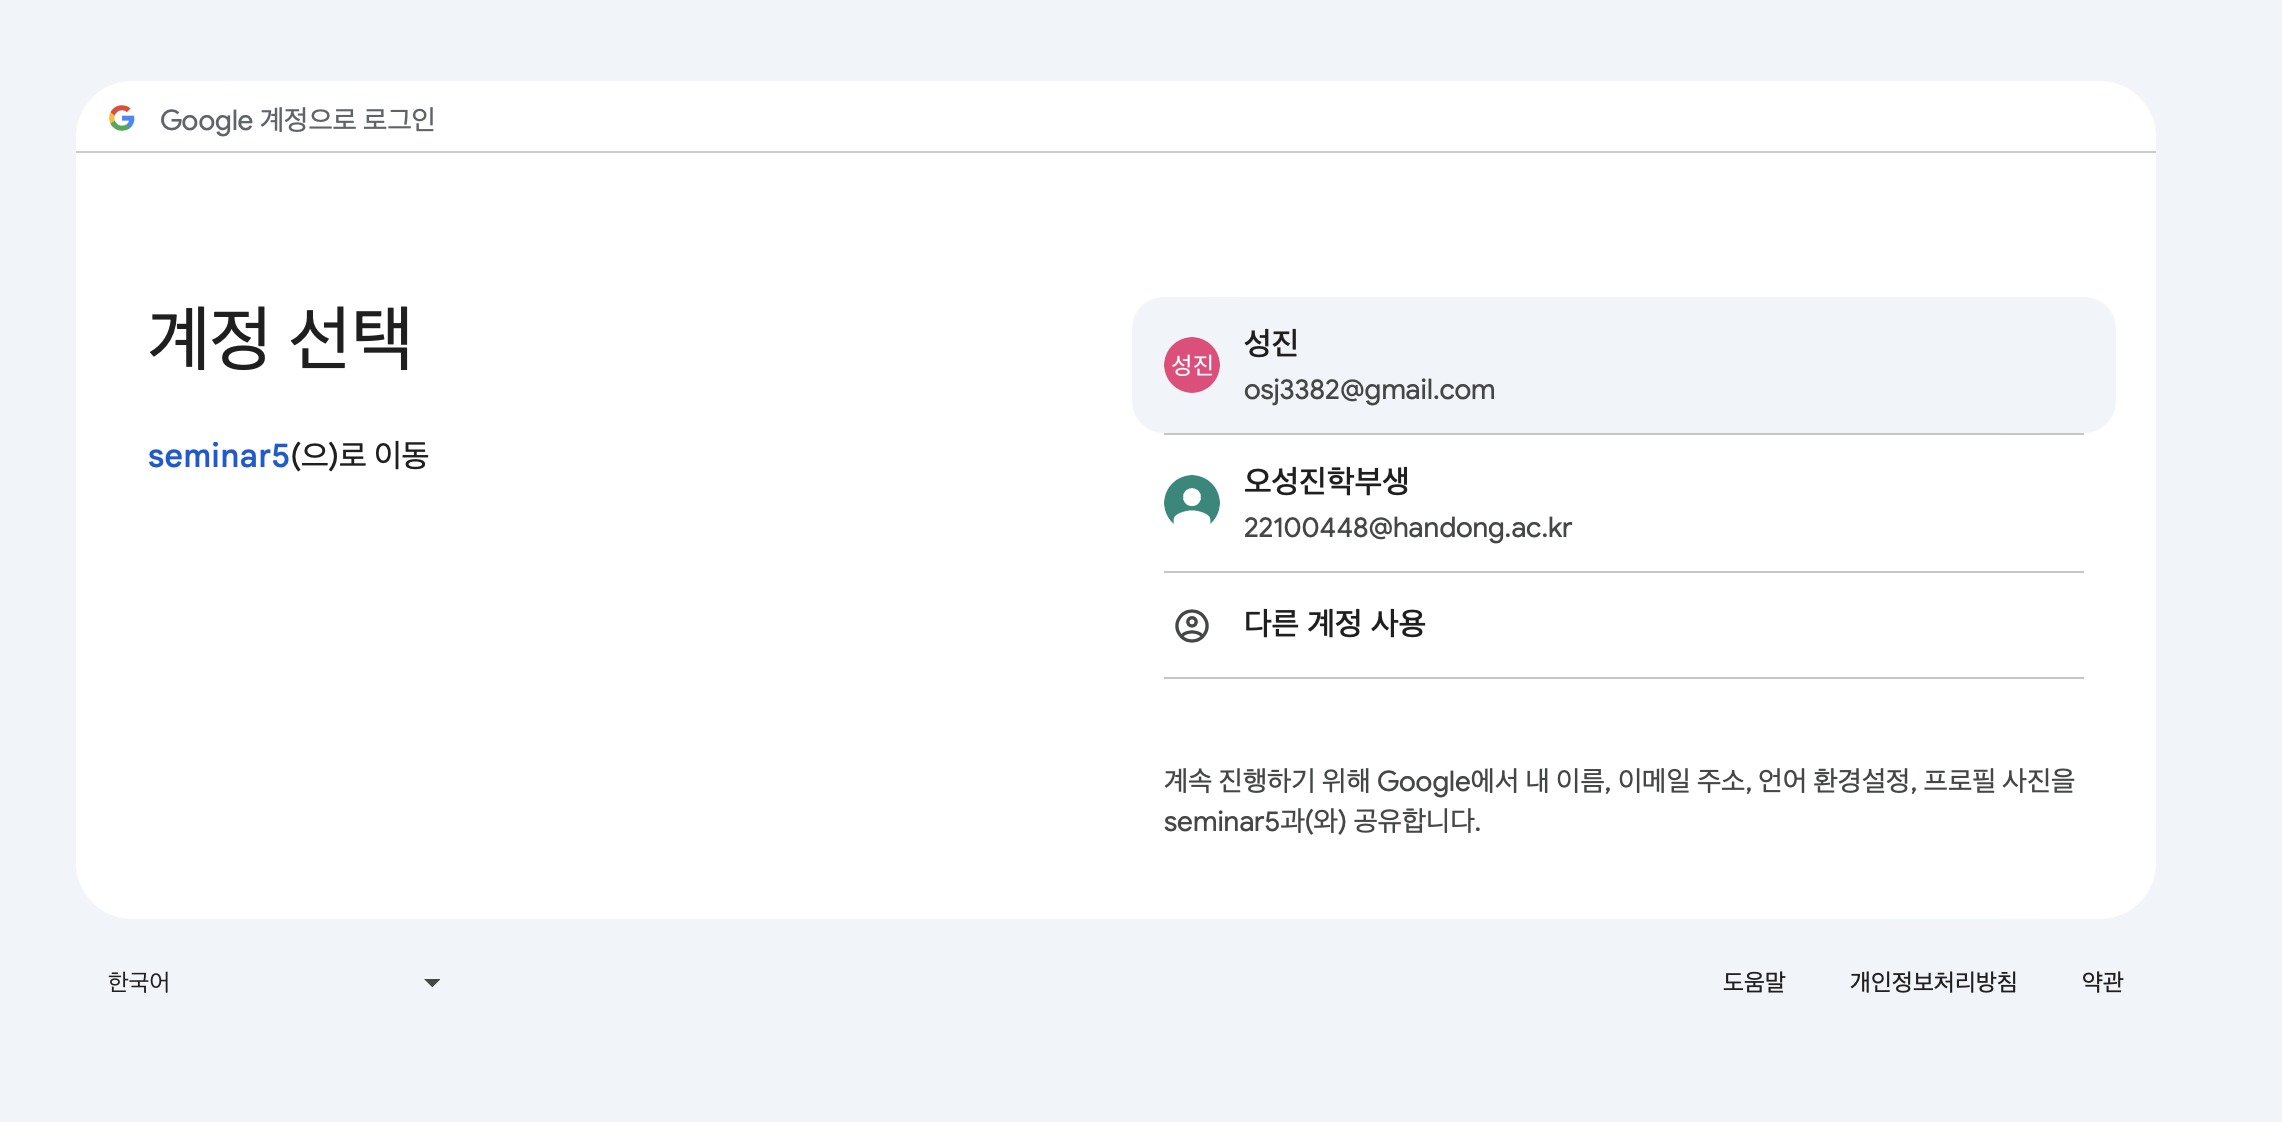 Google 계정으로 로그인
계정 선택
seminar5(으)로 이동
성진
성진
osj3382@gmail.com
오성진학부생
22100448@handong.ac.kr
다른 계정 사용
계속 진행하기 위해 Google에서 내 이름, 이메일 주소, 언어 환경설정, 프로필 사진을
seminar5과(와) 공유합니다.
한국어
도움말 개인정보처리방침 약관